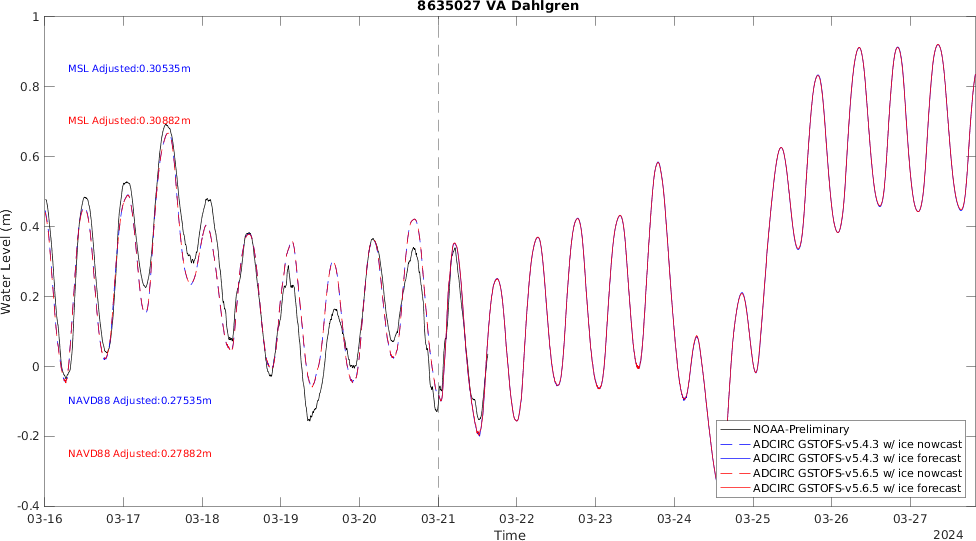 8635027 VA Dahlgren
1
0.8
0.6
0.4
0.2
0
-0.2
-0.4
Water Level (m)
MSL Adjusted:0.30535m
MSL Adjusted:0.30882m
NAVD88 Adjusted:0.27535m
NAVD88 Adjusted:0.27882m
NOAA-Preliminary
ADCIRC GSTOFS-v5.4.3 w/ ice nowcast
ADCIRC GSTOFS-v5.4.3 w/ ice forecast
ADCIRC GSTOFS-v5.6.5 w/ ice nowcast
ADCIRC GSTOFS-v5.6.5 w/ ice forecast
03-16 03-17 03-18 03-19 03-20 03-21 03-22 03-23 03-24 03-25 03-26 03-27
Time
2024